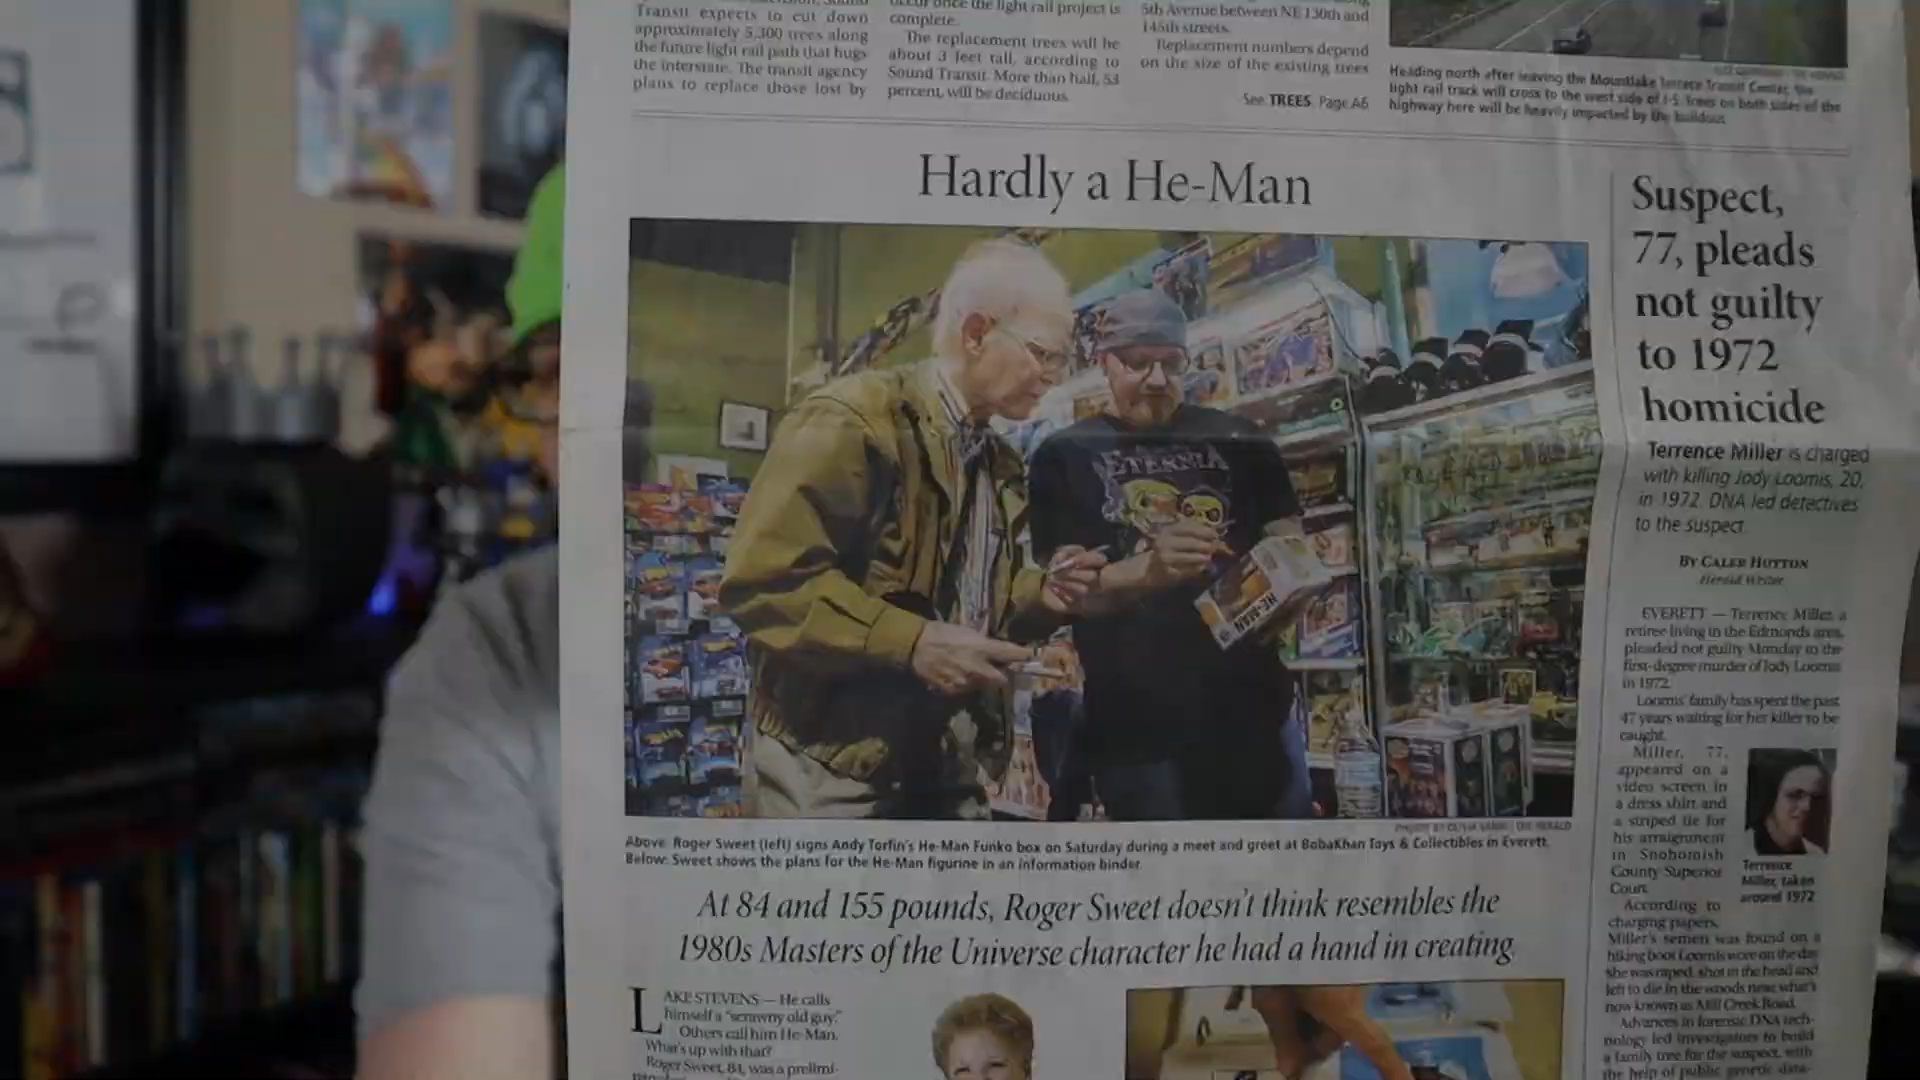 Transit expects to cut down
approximately 5,300 trees along
the future light rail path that hugs
the interstate. The transit agency
plans to replace those lost by
occur once the light rail project is
complete.
The replacement trees will be
about 3 feet tall, according to
Sound Transit. More than half, 53
percent, will be deciduous.
5th Avenue between NE 130th and
145th streets.
Replacement numbers depend
on the size of the existing trees
See TREES, Page A6
Heading north after leaving the Mountlake Terrace Transit Center, the
light rail track will cross to the west side of I-5. Trees on both sides of the
highway here will be heavily impacted by the buildout.
Hardly a He-Man
ETERNIA
HE-MAN
Above: Roger Sweet (left) signs Andy Torfin's He-Man Funko box on Saturday during a meet and greet at BobaKhan Toys & Collectibles in Everett.
Below: Sweet shows the plans for the He-Man figurine in an information binder.
At 84 and 155 pounds, Roger Sweet doesn't think resembles the
1980s Masters of the Universe character he had a hand in creating.
LAKE STEVENS — He calls
himself a "scrawny old guy."
Others call him He-Man.
What's up with that?
Roger Sweet, 84, was a prelimi-
Suspect,
77, pleads
not guilty
to 1972
homicide
Terrence Miller is charged
with killing Jody Loomis, 20,
in 1972. DNA led detectives
to the suspect.
BY CALEB HUTTON
Herald Writer
EVERETT — Terrence Miller, a
retiree living in the Edmonds area,
pleaded not guilty Monday to the
first-degree murder of Jody Loomis
in 1972.
Loomis' family has spent the past
47 years waiting for her killer to be
caught.
Miller, 77,
appeared on a
video screen in
a dress shirt and
a striped tie for
his arraignment
in Snohomish
County Superior
Court.
Terrence
Miller, taken
around 1972
According to
charging papers,
Miller's semen was found on a
hiking boot Loomis wore on the day
she was raped, shot in the head and
left to die in the woods near what's
now known as Mill Creek Road.
Advances in forensic DNA tech-
nology led investigators to build
a family tree for the suspect, with
the help of public genetic data-